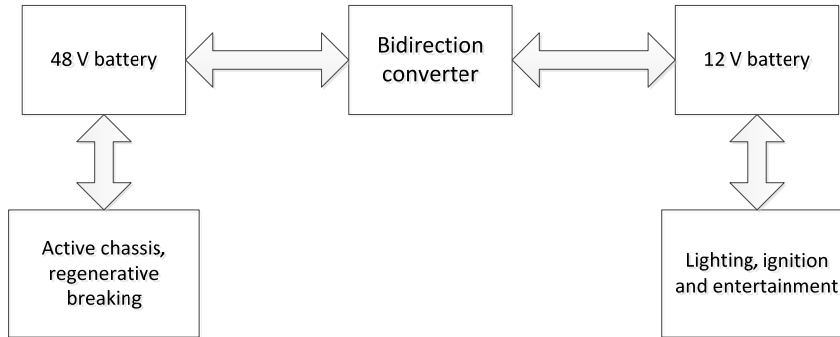 48 V battery
Bidirection
converter
12 V battery
Active chassis,
regenerative
breaking
Lighting, ignition
and entertainment